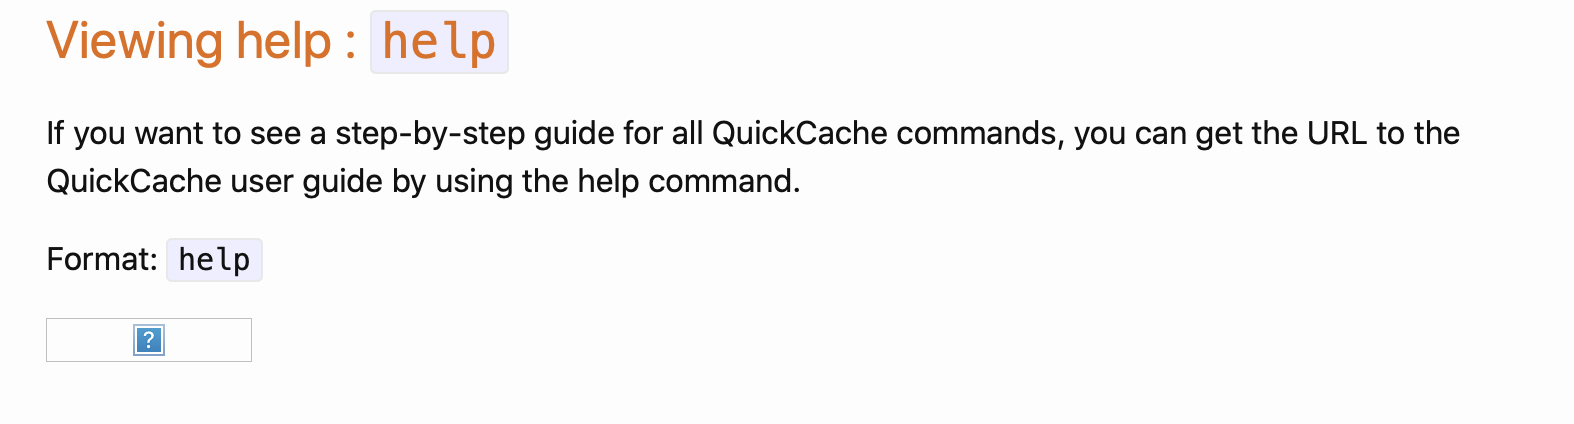 Viewing help : help
If you want to see a step-by-step guide for all QuickCache commands, you can get the URL to the
QuickCache user guide by using the help command.
Format: help
?